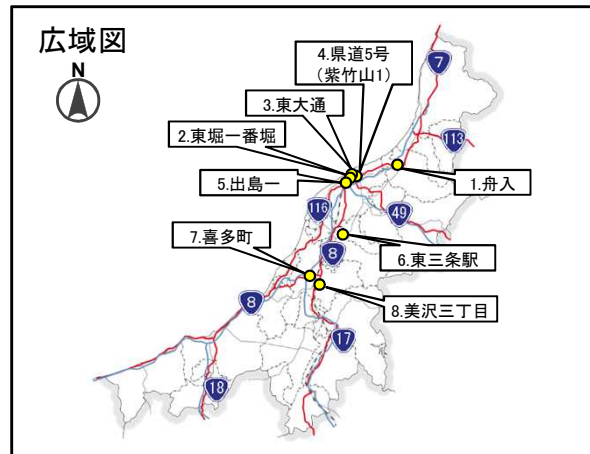 広域図
N
4.県道5号
(紫竹山1)
3.東大通
2.東堀一番堀
5.出島一
1.舟入
7.喜多町
6.東三条駅
8.美沢三丁目
7
113
49
116
8
8
17
18